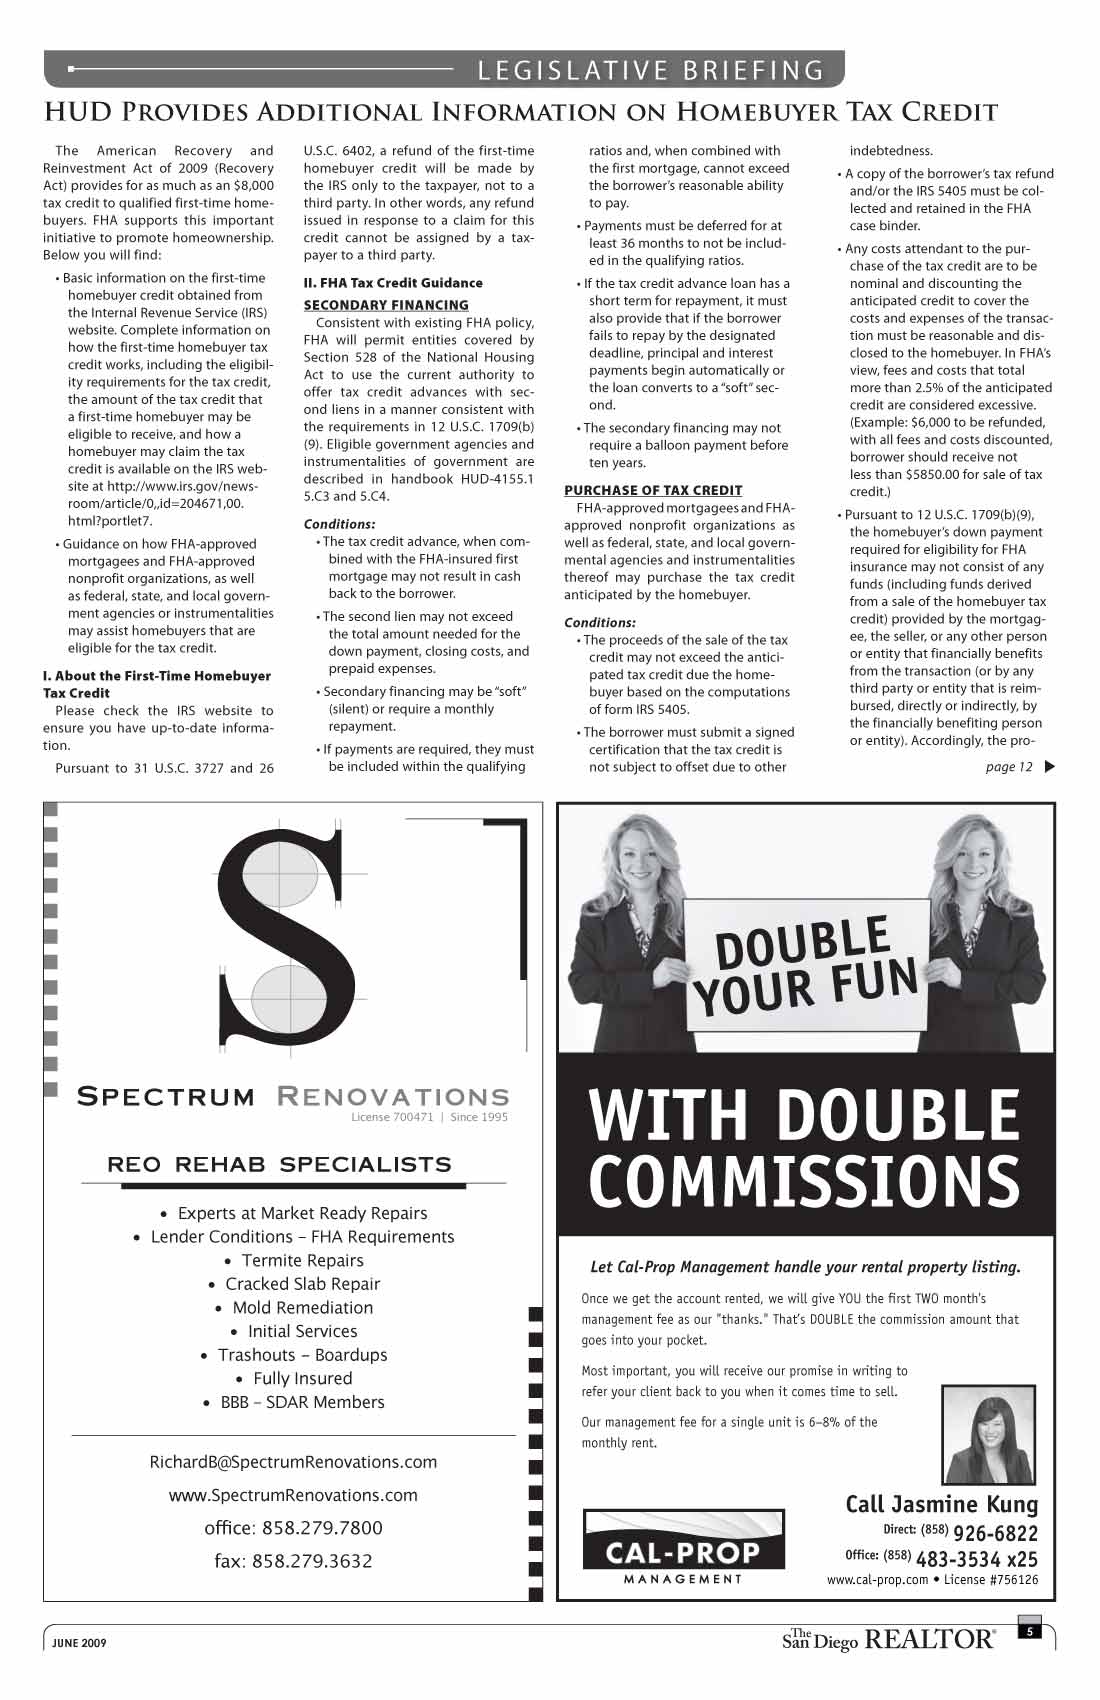 LEGISLATIVE BRIEFING
HUD Provides Additional Information on Homebuyer Tax Credit
The American Recovery and
Reinvestment Act of 2009 (Recovery
Act) provides for as much as an $8,000
tax credit to qualified first-time home-
buyers. FHA supports this important
initiative to promote homeownership.
Below you will find:
• Basic information on the first-time
homebuyer credit obtained from
the Internal Revenue Service (IRS)
website. Complete information on
how the first-time homebuyer tax
credit works, including the eligibil-
ity requirements for the tax credit,
the amount of the tax credit that
a first-time homebuyer may be
eligible to receive, and how a
homebuyer may claim the tax
credit is available on the IRS web-
site at http://www.irs.gov/news-
room/article/0,,id=204671,00.
html?portlet7.
• Guidance on how FHA-approved
mortgagees and FHA-approved
nonprofit organizations, as well
as federal, state, and local govern-
ment agencies or instrumentalities
may assist homebuyers that are
eligible for the tax credit.
I. About the First-Time Homebuyer
Tax Credit
Please check the IRS website to
ensure you have up-to-date informa-
tion.
Pursuant to 31 U.S.C. 3727 and 26
U.S.C. 6402, a refund of the first-time
homebuyer credit will be made by
the IRS only to the taxpayer, not to a
third party. In other words, any refund
issued in response to a claim for this
credit cannot be assigned by a tax-
payer to a third party.
II. FHA Tax Credit Guidance
SECONDARY FINANCING
Consistent with existing FHA policy,
FHA will permit entities covered by
Section 528 of the National Housing
Act to use the current authority to
offer tax credit advances with sec-
ond liens in a manner consistent with
the requirements in 12 U.S.C. 1709(b)
(9). Eligible government agencies and
instrumentalities of government are
described in handbook HUD-4155.1
5.C3 and 5.C4.
Conditions:
• The tax credit advance, when com-
bined with the FHA-insured first
mortgage may not result in cash
back to the borrower.
• The second lien may not exceed
the total amount needed for the
down payment, closing costs, and
prepaid expenses.
• Secondary financing may be “soft”
(silent) or require a monthly
repayment.
• If payments are required, they must
be included within the qualifying
ratios and, when combined with
the first mortgage, cannot exceed
the borrower’s reasonable ability
to pay.
• Payments must be deferred for at
least 36 months to not be includ-
ed in the qualifying ratios.
• If the tax credit advance loan has a
short term for repayment, it must
also provide that if the borrower
fails to repay by the designated
deadline, principal and interest
payments begin automatically or
the loan converts to a “soft” sec-
ond.
• The secondary financing may not
require a balloon payment before
ten years.
PURCHASE OF TAX CREDIT
FHA-approved mortgagees and FHA-
approved nonprofit organizations as
well as federal, state, and local govern-
mental agencies and instrumentalities
thereof may purchase the tax credit
anticipated by the homebuyer.
Conditions:
• The proceeds of the sale of the tax
credit may not exceed the antici-
pated tax credit due the home-
buyer based on the computations
of form IRS 5405.
• The borrower must submit a signed
certification that the tax credit is
not subject to offset due to other
indebtedness.
• A copy of the borrower’s tax refund
and/or the IRS 5405 must be col-
lected and retained in the FHA
case binder.
• Any costs attendant to the pur-
chase of the tax credit are to be
nominal and discounting the
anticipated credit to cover the
costs and expenses of the transac-
tion must be reasonable and dis-
closed to the homebuyer. In FHA’s
view, fees and costs that total
more than 2.5% of the anticipated
credit are considered excessive.
(Example: $6,000 to be refunded,
with all fees and costs discounted,
borrower should receive not
less than $5850.00 for sale of tax
credit.)
• Pursuant to 12 U.S.C. 1709(b)(9),
the homebuyer’s down payment
required for eligibility for FHA
insurance may not consist of any
funds (including funds derived
from a sale of the homebuyer tax
credit) provided by the mortgag-
ee, the seller, or any other person
or entity that financially benefits
from the transaction (or by any
third party or entity that is reim-
bursed, directly or indirectly, by
the financially benefiting person
or entity). Accordingly, the pro-
page 12
S
Spectrum Renovations
License 700471 | Since 1995
REO REHAB SPECIALISTS
• Experts at Market Ready Repairs
• Lender Conditions – FHA Requirements
• Termite Repairs
• Cracked Slab Repair
• Mold Remediation
• Initial Services
• Trashouts – Boardups
• Fully Insured
• BBB – SDAR Members
RichardB@SpectrumRenovations.com
www.SpectrumRenovations.com
office: 858.279.7800
fax: 858.279.3632
DOUBLE
YOUR FUN
WITH DOUBLE
COMMISSIONS
Let Cal-Prop Management handle your rental property listing.
Once we get the account rented, we will give YOU the first TWO month's
management fee as our "thanks." That's DOUBLE the commission amount that
goes into your pocket.
Most important, you will receive our promise in writing to
refer your client back to you when it comes time to sell.
Our management fee for a single unit is 6–8% of the
monthly rent.
CAL-PROP
MANAGEMENT
Call Jasmine Kung
Direct: (858) 926-6822
Office: (858) 483-3534 x25
www.cal-prop.com • License #756126
JUNE 2009
The San Diego REALTOR®
5